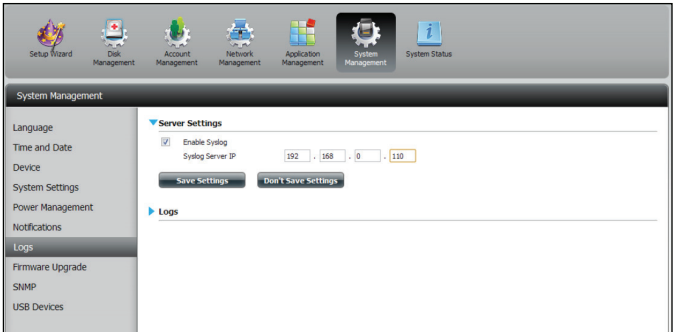 Setup Wizard
Disk Management
Account Management
Network Management
Application Management
System Management
System Status
System Management
Language
Time and Date
Device
System Settings
Power Management
Notifications
Logs
Firmware Upgrade
SNMP
USB Devices
Server Settings
Enable Syslog
Syslog Server IP 192 . 168 . 0 . 110
Save Settings Don't Save Settings
Logs